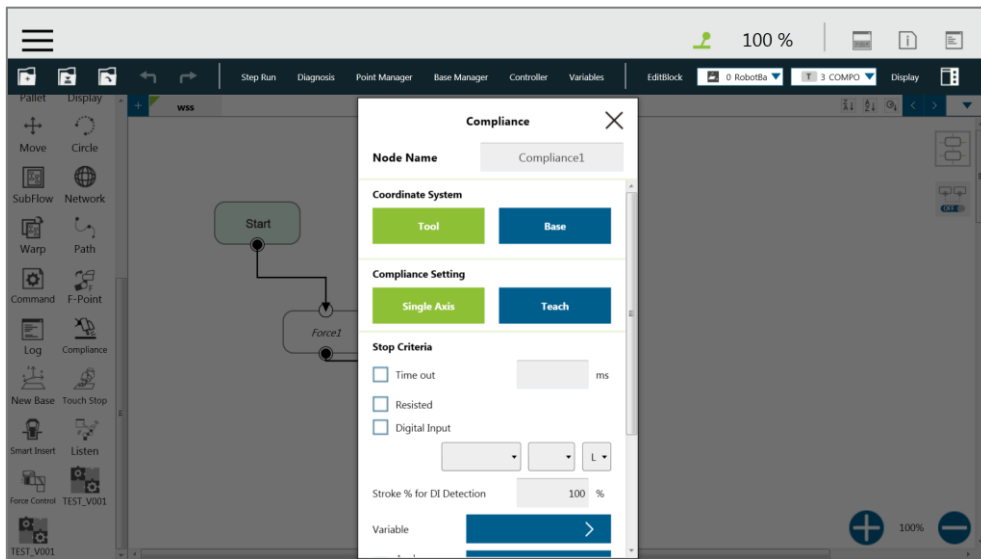 100 %
Step Run Diagnosis Point Manager Base Manager Controller Variables EditBlock 0 RobotBa T 3 COMPO Display
Pallet Display
+ wss
Move Circle
SubFlow Network
Warp Path
Command F-Point
Log Compliance
New Base Touch Stop
Smart Insert Listen
Force Control TEST_V001
TEST_V001
Start
Force1
Compliance
Node Name Compliance1
Coordinate System
Tool Base
Compliance Setting
Single Axis Teach
Stop Criteria
Time out ms
Resisted
Digital Input
L
Stroke % for DI Detection 100 %
Variable
OFF
100%